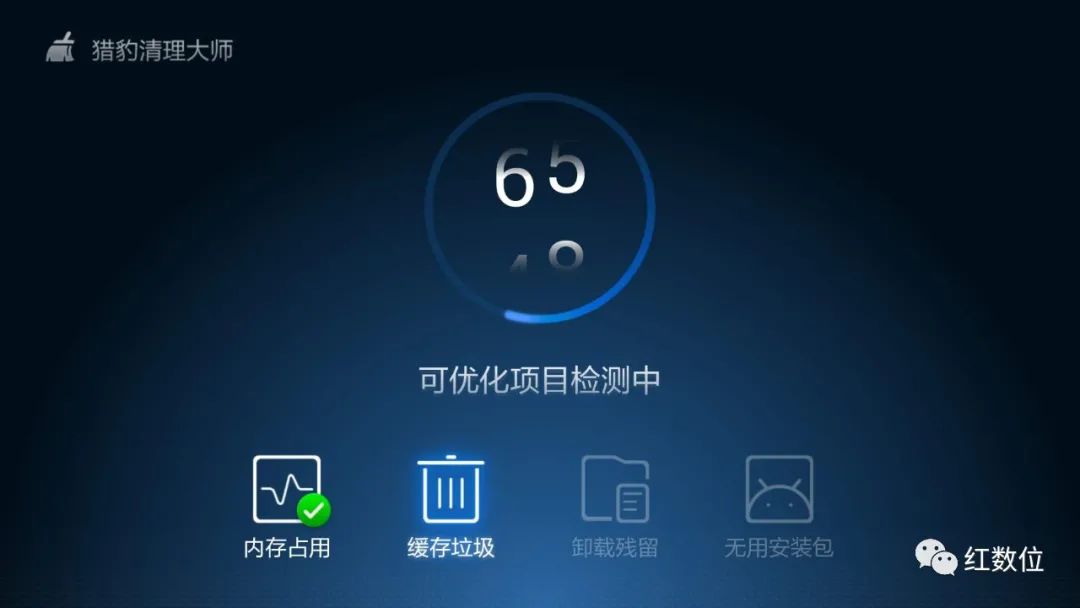 猎豹清理大师
65
可优化项目检测中
内存占用
缓存垃圾
卸载残留
无用安装包
红数位